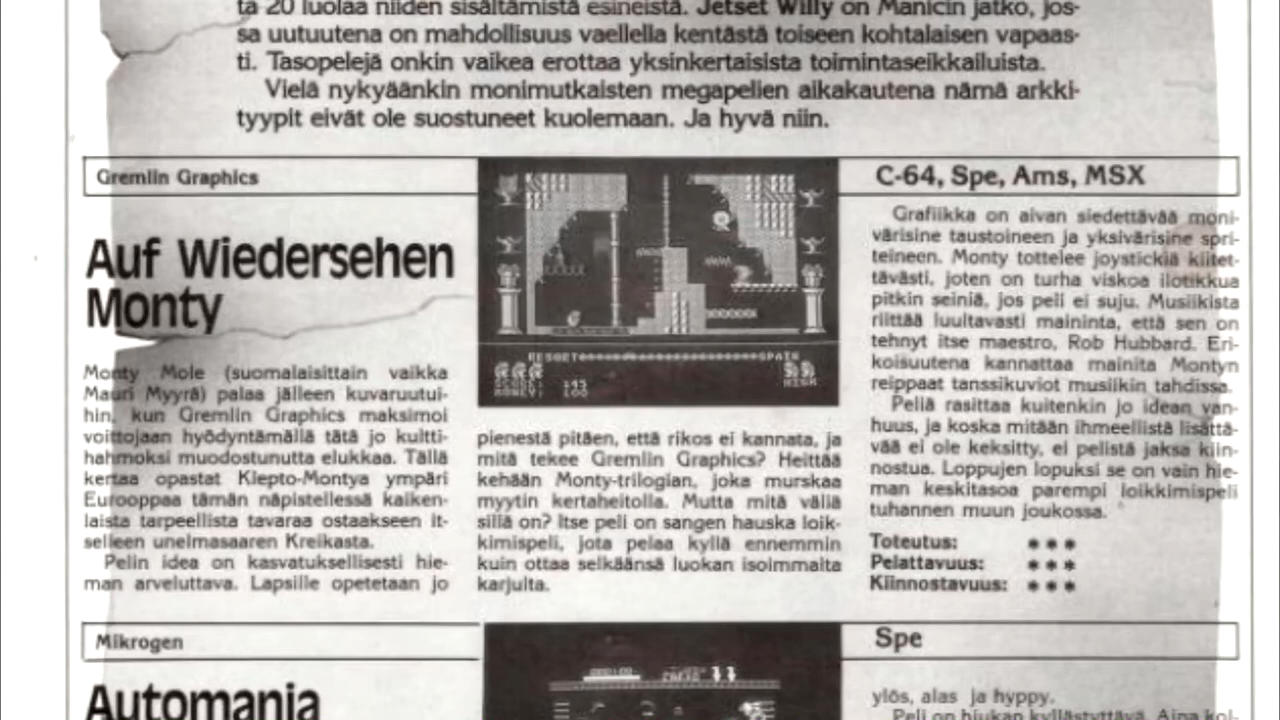 ta 20 luolaa niiden sisältämistä esineistä. Jetset Willy on Manicin jatko, jos-
sa uutuutena on mahdollisuus vaellella kentästä toiseen kohtalaisen vapaas-
ti. Tasopelejä onkin vaikea erottaa yksinkertaisista toimintaseikkailuista.
Vielä nykyäänkin monimutkaisten megapelien aikakautena nämä arkki-
tyypit eivät ole suostuneet kuolemaan. Ja hyvä niin.
Gremlin Graphics
C-64, Spe, Ams, MSX
Auf Wiedersehen
Monty
Monty Mole (suomalaisittain vaikka
Mauri Myyrä) palaa jälleen kuvaruutui-
hin, kun Gremlin Graphics maksimoi
voittojaan hyödyntämällä tätä jo kultti-
hahmoksi muodostunutta elukkaa. Tällä
kertaa opastat Klepto-Montya ympäri
Eurooppaa tämän näpistellessä kaiken-
laista tarpeellista tavaraa ostaakseen it-
selleen unelmasaaren Kreikasta.
Pelin idea on kasvatuksellisesti hie-
man arveluttava. Lapsille opetetaan jo
RESGET
SPAIN
193
HIGH
MONEY: 100
pienestä pitäen, että rikos ei kannata, ja
mitä tekee Gremlin Graphics? Heittää
kehään Monty-trilogian, joka murskaa
myytin kertaheitolla. Mutta mitä väliä
sillä on? Itse peli on sangen hauska loik-
kimispeli, jota pelaa kyllä ennemmin
kuin ottaa selkäänsä luokan isoimmalta
karjulta.
Grafiikka on aivan siedettävää moni-
värisine taustoineen ja yksivärisine spri-
teineen. Monty tottelee joystickiä kiitet-
tävästi, joten on turha viskoa ilotikkua
pitkin seiniä, jos peli ei suju. Musiikista
riittää luultavasti maininta, että sen on
tehnyt itse maestro, Rob Hubbard. Eri-
koisuutena kannattaa mainita Montyn
reippaat tanssikuviot musiikin tahdissa.
Peliä rasittaa kuitenkin jo idean van-
huus, ja koska mitään ihmeellistä lisättä-
vää ei ole keksitty, ei pelistä jaksa kiin-
nostua. Loppujen lopuksi se on vain hie-
man keskitasoa parempi loikkimispeli
tuhannen muun joukossa.
Toteutus: ***
Pelattavuus: ***
Kiinnostavuus: ***
Mikrogen
Spe
Automania
ylös, alas ja hyppy.
Peli on hiukan kyllästyttävä. Aina kol-